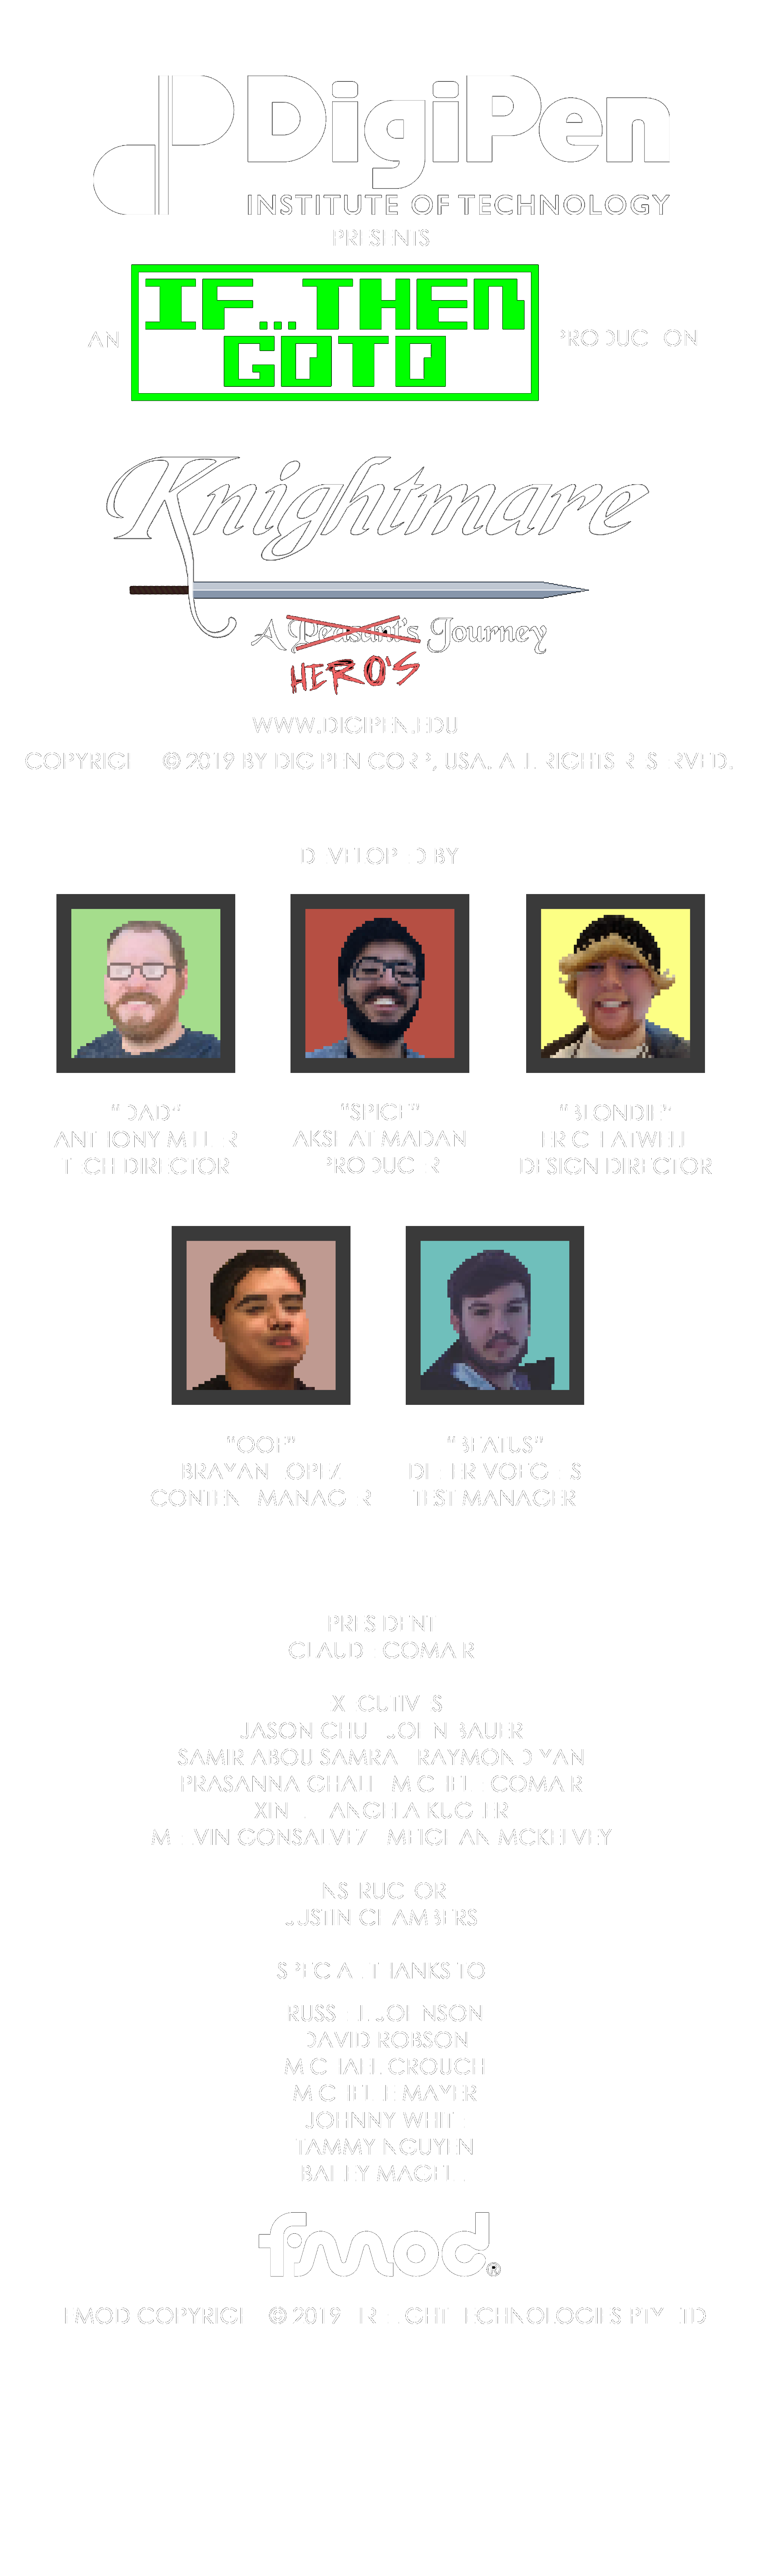 DigiPen
INSTITUTE OF TECHNOLOGY
PRESENTS
AN
IF...THEN
GOTO
PRODUCTION
Knightmare
A Peasant's Journey
HERO'S
WWW.DIGIPEN.EDU
COPYRIGHT © 2019 BY DIGIPEN CORP, USA. ALL RIGHTS RESERVED.
DEVELOPED BY
"DAD"
ANTHONY MILLER
TECH DIRECTOR
"SPICE"
AKSHAT MADAN
PRODUCER
"BLONDIE"
ERIC FLATWELL
DESIGN DIRECTOR
"OOF"
BRAYAN LOPEZ
CONTENT MANAGER
"BEATUS"
DIETER VOEGELS
TEST MANAGER
PRESIDENT
CLAUDE COMAIR
EXECUTIVES
JASON CHU JOHN BAUER
SAMIR ABOU SAMRA RAYMOND YAN
PRASANNA GHALI MICHELE COMAIR
XIN LI ANGELA KUGLER
MELVIN GONSALVEZ MEIGHAN MCKELVEY
INSTRUCTOR
JUSTIN CHAMBERS
SPECIAL THANKS TO
RUSSELL JOHNSON
DAVID ROBSON
MICHAEL CROUCH
MICHELLE MAYER
JOHNNY WHITE
TAMMY NGUYEN
BAILEY
fmod®
FMOD COPYRIGHT © 2019 FIRELIGHT TECHNOLOGIES PTY LTD